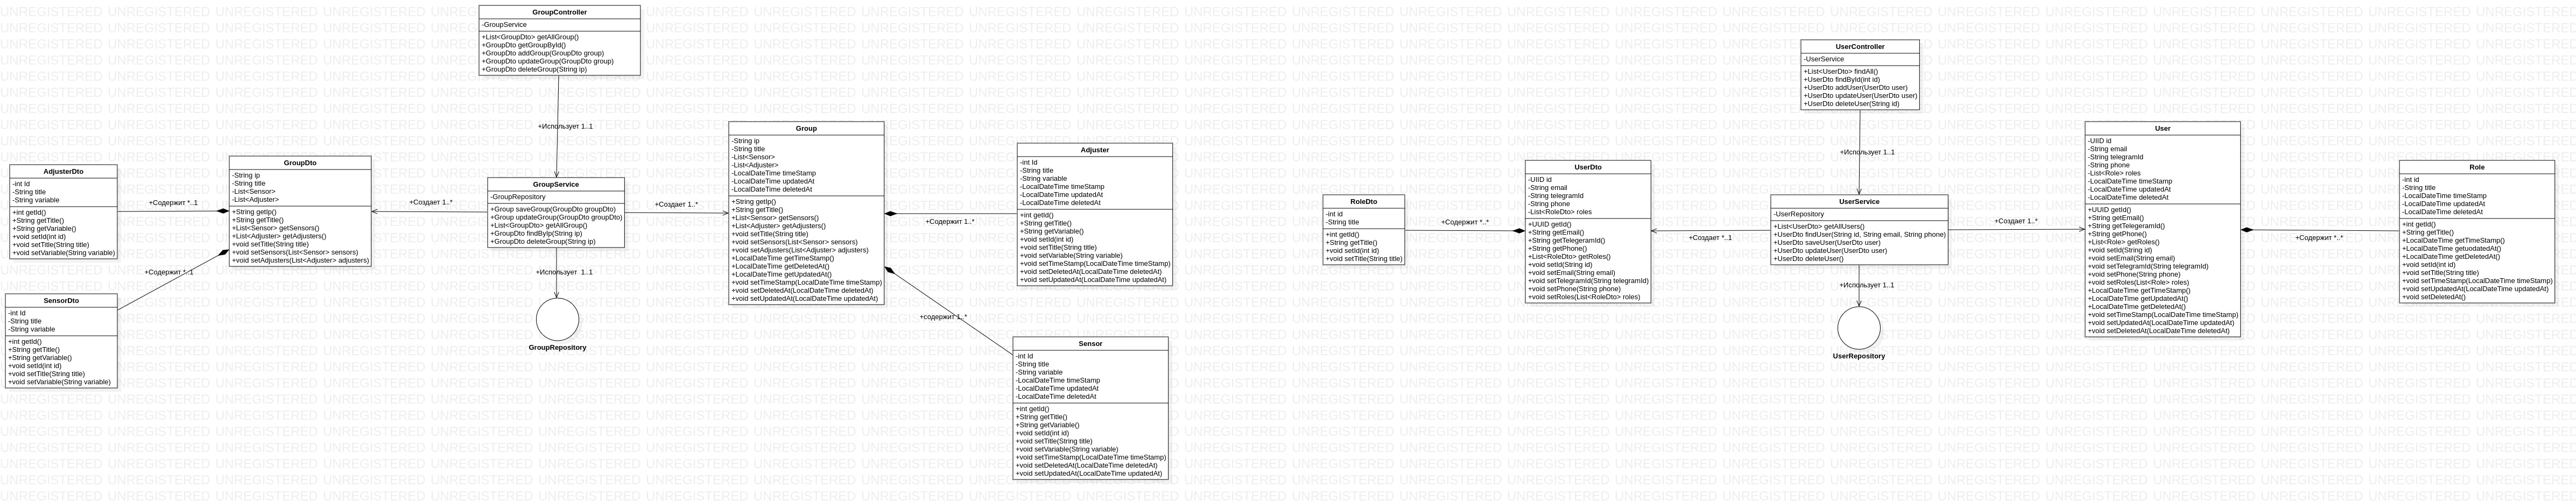 GroupController
-GroupService
+List<GroupDto> getAllGroup()
+GroupDto getGroupById()
+GroupDto addGroup(GroupDto group)
+GroupDto updateGroup(GroupDto group)
+GroupDto deleteGroup(String ip)
+Использует 1..1
AdjusterDto
-int Id
-String title
-String variable
+int getId()
+String getTitle()
+String getVariable()
+void setId(int id)
+void setTitle(String title)
+void setVariable(String variable)
+Содержит *..1
GroupDto
-String ip
-String title
-List<Sensor>
-List<Adjuster>
+String getIp()
+String getTitle()
+List<Sensor> getSensors()
+List<Adjuster> getAdjusters()
+void setTitle(String title)
+void setSensors(List<Sensor> sensors)
+void setAdjusters(List<Adjuster> adjusters)
+Содержит *..1
SensorDto
-int Id
-String title
-String variable
+int getId()
+String getTitle()
+String getVariable()
+void setId(int id)
+void setTitle(String title)
+void setVariable(String variable)
+Создает 1..*
GroupService
-GroupRepository
+Group saveGroup(GroupDto groupDto)
+Group updateGroup(GroupDto groupDto)
+List<GroupDto> getAllGroup()
+GroupDto findByIp(String ip)
+GroupDto deleteGroup(String ip)
+Использует 1..1
GroupRepository
+Создает 1..*
Group
-String ip
-String title
-List<Sensor>
-List<Adjuster>
-LocalDateTime timeStamp
-LocalDateTime updatedAt
-LocalDateTime deletedAt
+String getIp()
+String getTitle()
+List<Sensor> getSensors()
+List<Adjuster> getAdjusters()
+void setTitle(String title)
+void setSensors(List<Sensor> sensors)
+void setAdjusters(List<Adjuster> adjusters)
+LocalDateTime getTimeStamp()
+LocalDateTime getDeletedAt()
+LocalDateTime getUpdatedAt()
+void setTimeStamp(LocalDateTime timeStamp)
+void setDeletedAt(LocalDateTime deletedAt)
+void setUpdatedAt(LocalDateTime updatedAt)
+Содержит 1..*
+содержит 1..*
Adjuster
-int Id
-String title
-String variable
-LocalDateTime timeStamp
-LocalDateTime updatedAt
-LocalDateTime deletedAt
+int getId()
+String getTitle()
+String getVariable()
+void setId(int id)
+void setTitle(String title)
+void setVariable(String variable)
+void setTimeStamp(LocalDateTime timeStamp)
+void setDeletedAt(LocalDateTime deletedAt)
+void setUpdatedAt(LocalDateTime updatedAt)
Sensor
-int Id
-String title
-String variable
-LocalDateTime timeStamp
-LocalDateTime updatedAt
-LocalDateTime deletedAt
+int getId()
+String getTitle()
+String getVariable()
+void setId(int id)
+void setTitle(String title)
+void setVariable(String variable)
+void setTimeStamp(LocalDateTime timeStamp)
+void setDeletedAt(LocalDateTime deletedAt)
+void setUpdatedAt(LocalDateTime updatedAt)
UserController
-UserService
+List<UserDto> findAll()
+UserDto findById(int id)
+UserDto addUser(UserDto user)
+UserDto updateUser(UserDto user)
+UserDto deleteUser(String id)
+Использует 1..1
RoleDto
-int id
-String title
+int getId()
+String getTitle()
+void setId(int id)
+void setTitle(String title)
+Содержит *..*
UserDto
-UIID id
-String email
-String telegramId
-String phone
-List<RoleDto> roles
+UUID getId()
+String getEmail()
+String getTelegramId()
+String getPhone()
+List<RoleDto> getRoles()
+void setId(String id)
+void setEmail(String email)
+void setTelegramId(String telegramId)
+void setPhone(String phone)
+void setRoles(List<RoleDto> roles)
+Создает *..1
UserService
-UserRepository
+List<UserDto> getAllUsers()
+UserDto findUser(String id, String email, String phone)
+UserDto saveUser(UserDto user)
+UserDto updateUser(UserDto user)
+UserDto deleteUser()
+Использует 1..1
UserRepository
+Создает 1..*
User
-UIID id
-String email
-String telegramId
-String phone
-List<Role> roles
-LocalDateTime timeStamp
-LocalDateTime updatedAt
-LocalDateTime deletedAt
+UUID getId()
+String getEmail()
+String getTelegramId()
+String getPhone()
+List<Role> getRoles()
+void setId(String id)
+void setEmail(String email)
+void setTelegramId(String telegramId)
+void setPhone(String phone)
+void setRoles(List<Role> roles)
+LocalDateTime getTimeStamp()
+LocalDateTime getUpdatedAt()
+LocalDateTime getDeletedAt()
+void setTimeStamp(LocalDateTime timeStamp)
+void setUpdatedAt(LocalDateTime updatedAt)
+void setDeletedAt(LocalDateTime deletedAt)
+Содержит *..*
Role
-int id
-String title
-LocalDateTime timeStamp
-LocalDateTime updatedAt
-LocalDateTime deletedAt
+int getId()
+String getTitle()
+LocalDateTime getTimeStamp()
+LocalDateTime getuodatedAt()
+LocalDateTime getDeletedAt()
+void setId(int id)
+void setTitle(String title)
+void setTimeStamp(LocalDateTime timeStamp)
+void setUpdatedAt(LocalDateTime updatedAt)
+void setDeletedAt()
UNREGISTERED